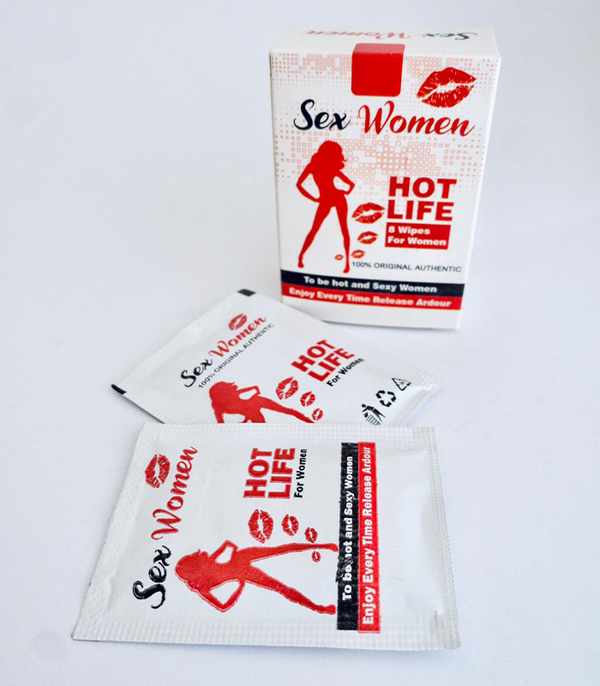 Sex Women
Sex Women
HOT
LIFE
8 Wipes
For Women
100% ORIGINAL AUTHENTIC
To be hot and Sexy Women
Enjoy Every Time Release Ardour
Sex Women
100% ORIGINAL AUTHENTIC
HOT
LIFE
For Women
Sex Women
HOT
LIFE
For Women
To be hot and Sexy Women
Enjoy Every Time Release Ardour